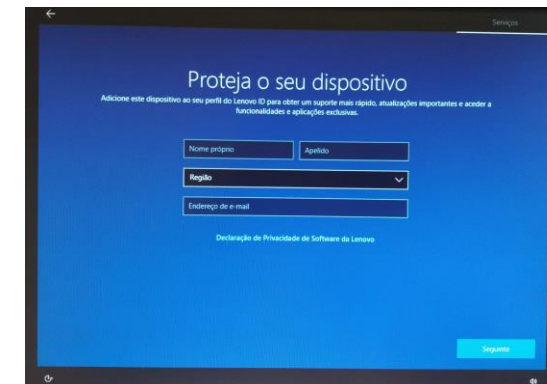 Serviços
Proteja o seu dispositivo
Adicione este dispositivo ao seu perfil do Lenovo ID para obter um suporte mais rápido, atualizações importantes e aceder a
funcionalidades e aplicações exclusivas.
Nome próprio Apelido
Região
Endereço de e-mail
Declaração de Privacidade de Software da Lenovo
Seguinte